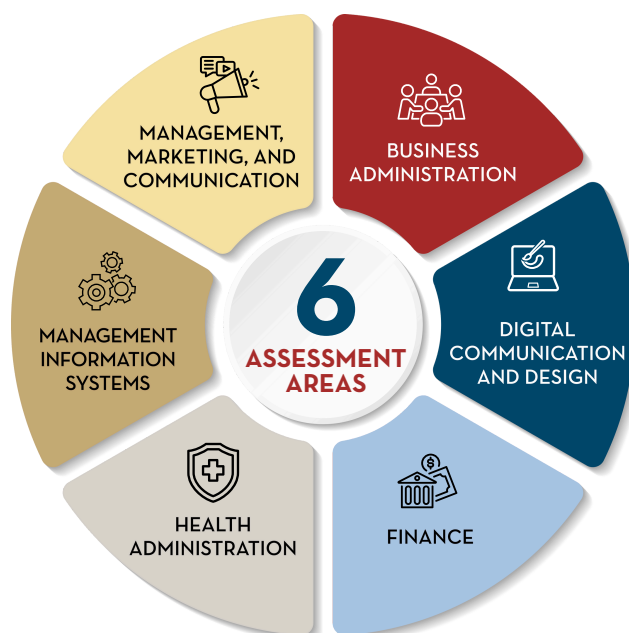 MANAGEMENT,
MARKETING, AND
COMMUNICATION
BUSINESS
ADMINISTRATION
MANAGEMENT
INFORMATION
SYSTEMS
6
ASSESSMENT
AREAS
DIGITAL
COMMUNICATION
AND DESIGN
HEALTH
ADMINISTRATION
$
FINANCE